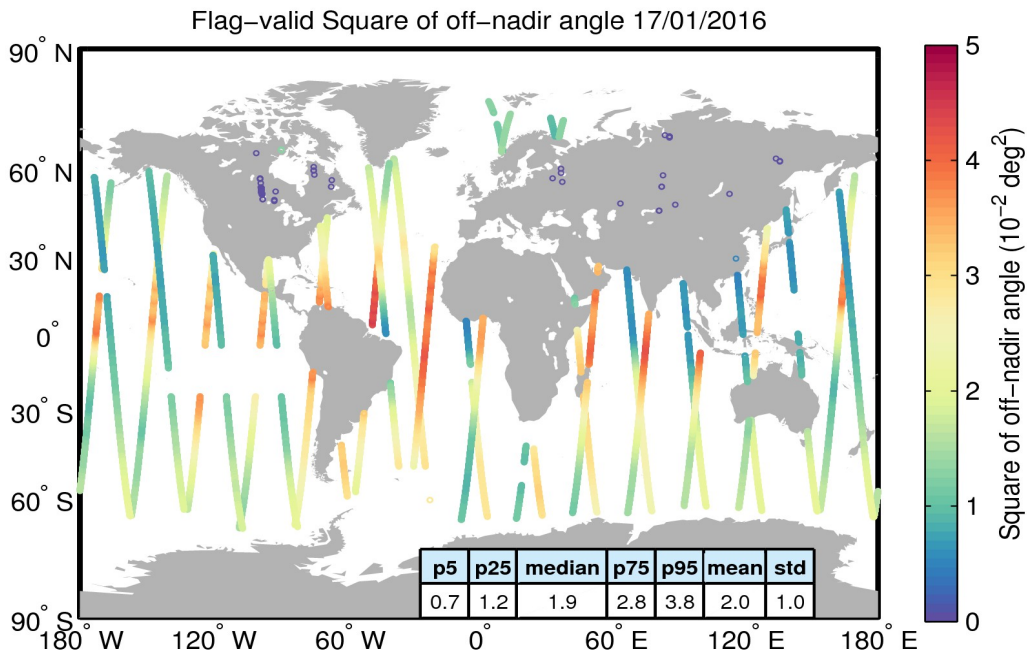 Flag−valid Square of off−nadir angle 17/01/2016
90° N
60° N
30° N
0°
30° S
60° S
90° S
180° W
120° W
60° W
0°
60° E
120° E
180° E
p5 p25 median p75 p95 mean std
0.7 1.2 1.9 2.8 3.8 2.0 1.0
5
4
3
2
1
0
Square of off−nadir angle (10⁻² deg²)